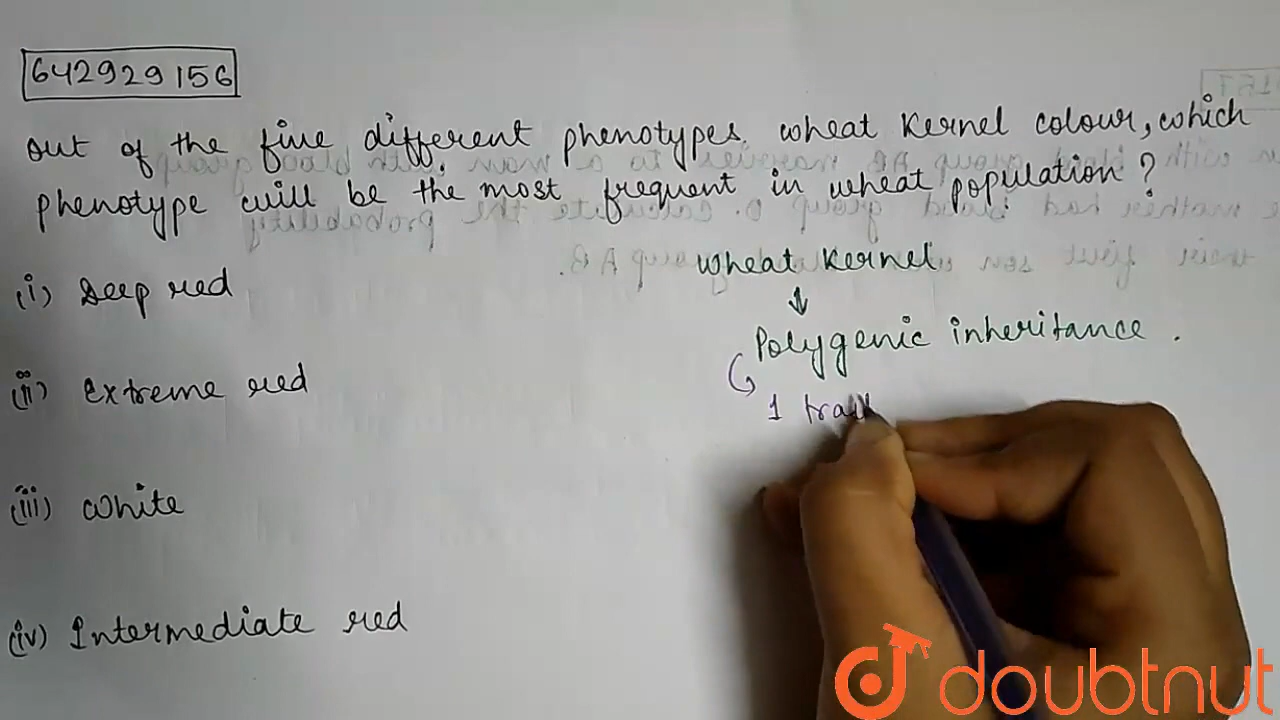 642929156
out of the five different phenotypes wheat kernel colour, which
phenotype will be the most frequent in wheat population?
(i) Deep red
(ii) Extreme red
(iii) White
(iv) Intermediate red
Wheat kernel
Polygenic inheritance.
1 trait
doubtnut